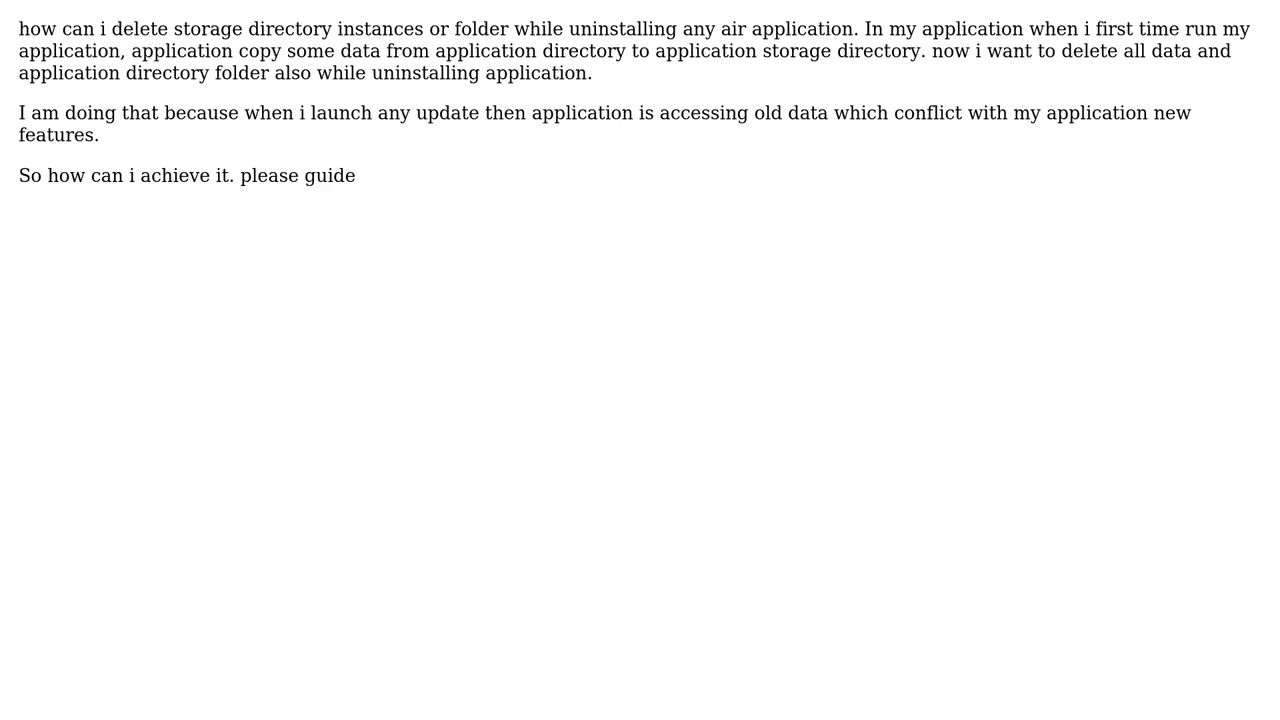 how can i delete storage directory instances or folder while uninstalling any air application. In my application when i first time run my
application, application copy some data from application directory to application storage directory. now i want to delete all data and
application directory folder also while uninstalling application.
I am doing that because when i launch any update then application is accessing old data which conflict with my application new
features.
So how can i achieve it. please guide